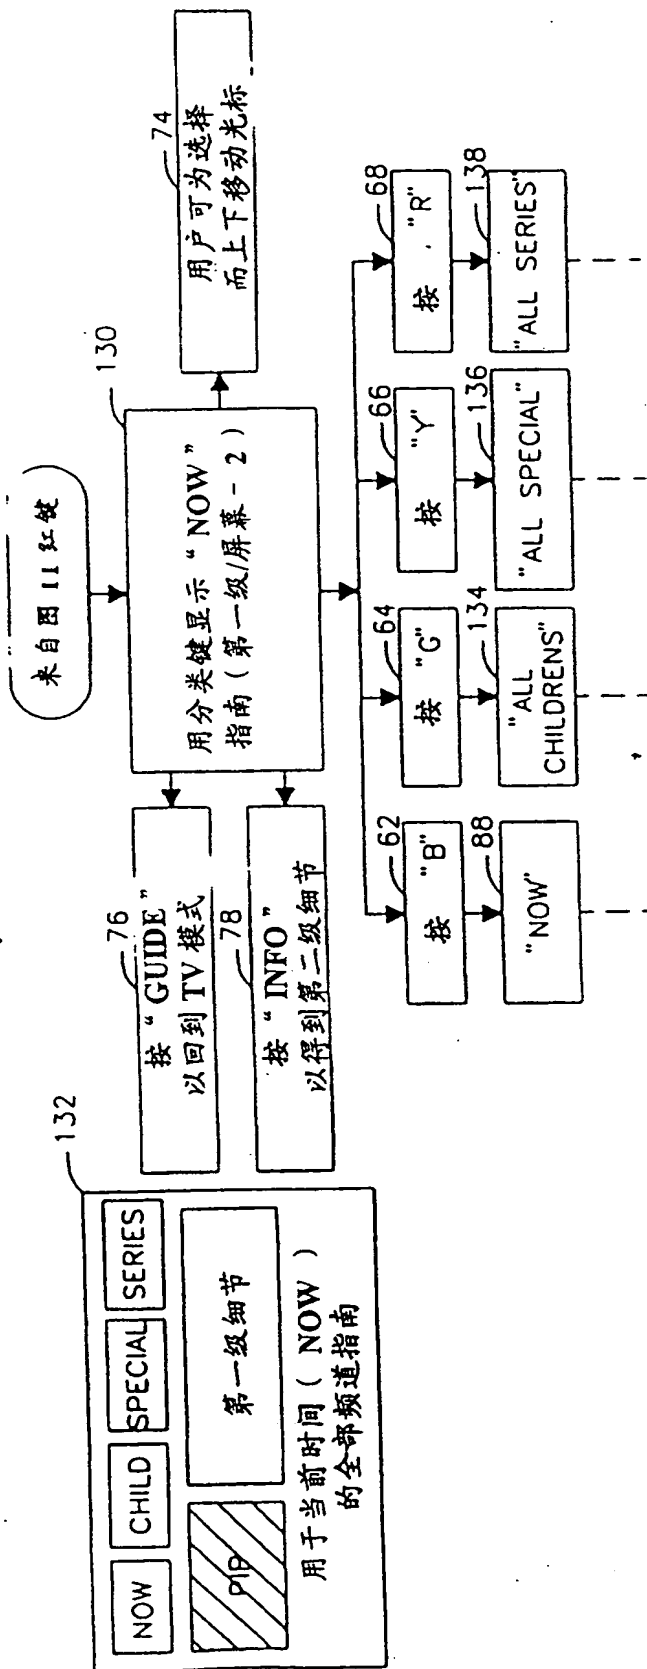 来自图 11 红键
130
用分类键显示 “NOW”
指南 ( 第一级/屏幕 - 2 )
74
用户可为选择
而上下移动光标
76
按 “GUIDE”
以回到 TV 模式
78
按 “INFO”
以得到第二级细节
132
NOW
CHILD
SPECIAL
SERIES
PIP
第一级细节
用于当前时间 ( NOW )
的全部频道指南
62
按 "B"
64
按 "G"
66
按 "Y"
68
按 "R"
88
"NOW"
134
"ALL
CHILDRENS"
136
"ALL SPECIAL"
138
"ALL SERIES"